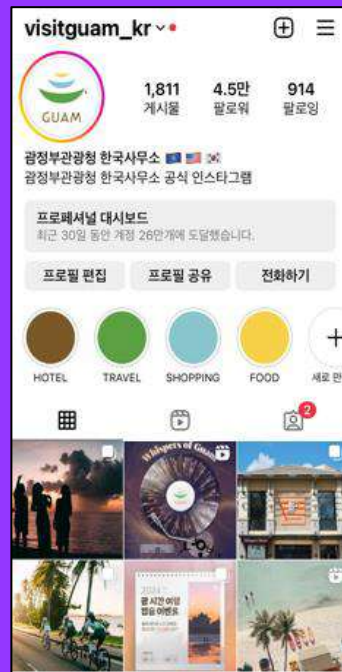 visitguam_kr
GUAM
1,811 4.5만 914
게시물 팔로워 팔로잉
괌정부관광청 한국사무소
괌정부관광청 한국사무소 공식 인스타그램
프로페셔널 대시보드
최근 30일 동안 계정 26만개에 도달했습니다.
프로필 편집 프로필 공유 전화하기
HOTEL TRAVEL SHOPPING FOOD 새로 만
2
Whispers of Guam
2024
괌 시간여행